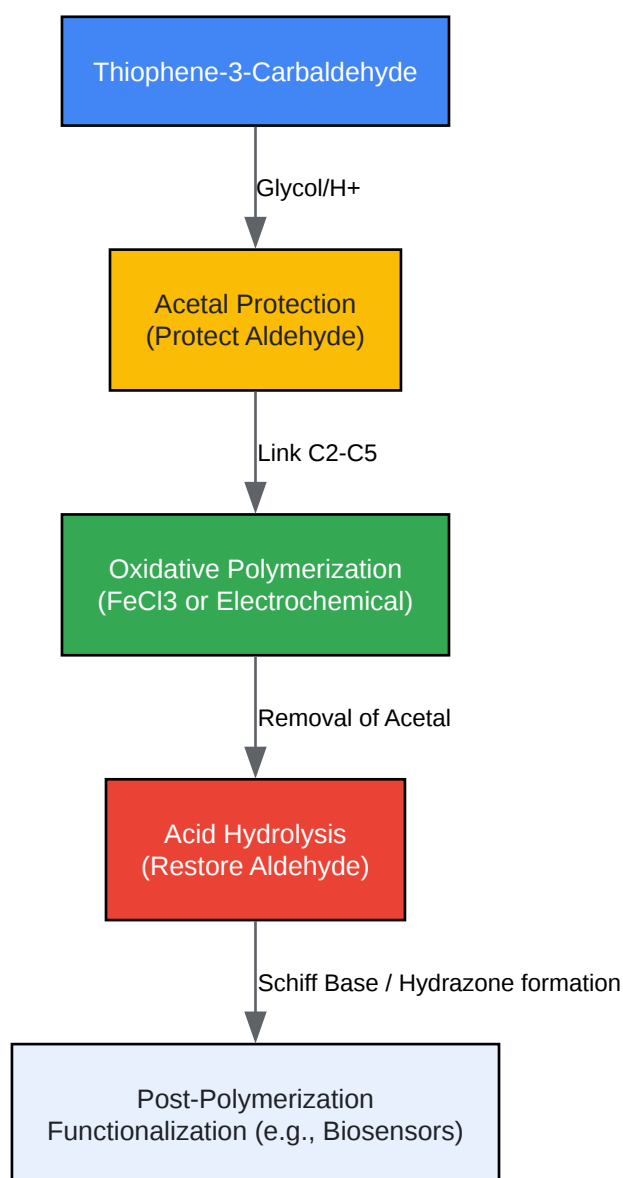 Thiophene-3-Carbaldehyde
Glycol/H+
Acetal Protection
(Protect Aldehyde)
Link C2-C5
Oxidative Polymerization
(FeCl3 or Electrochemical)
Removal of Acetal
Acid Hydrolysis
(Restore Aldehyde)
Schiff Base / Hydrazone formation
Post-Polymerization
Functionalization (e.g., Biosensors)